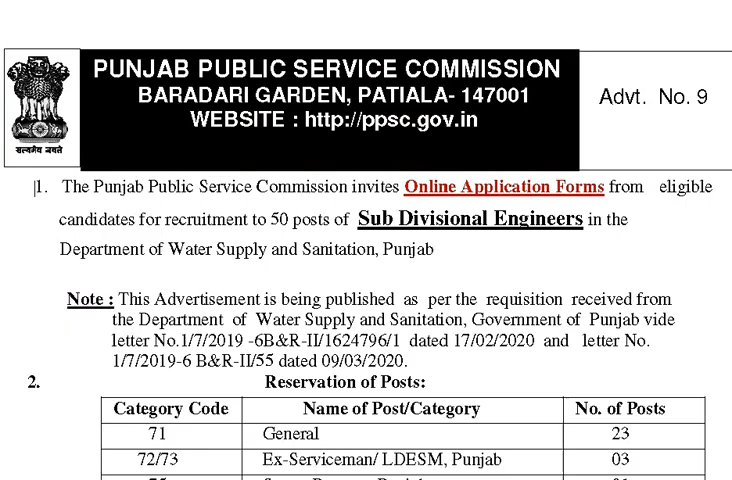 PUNJAB PUBLIC SERVICE COMMISSION
BARADARI GARDEN, PATIALA- 147001
WEBSITE : http://ppsc.gov.in
Advt. No. 9
सत्यमेव जयते
1. The Punjab Public Service Commission invites Online Application Forms from eligible
candidates for recruitment to 50 posts of Sub Divisional Engineers in the
Department of Water Supply and Sanitation, Punjab
Note : This Advertisement is being published as per the requisition received from
the Department of Water Supply and Sanitation, Government of Punjab vide
letter No.1/7/2019 -6B&R-II/1624796/1 dated 17/02/2020 and letter No.
1/7/2019-6 B&R-II/55 dated 09/03/2020.
2. Reservation of Posts:
Category Code Name of Post/Category No. of Posts
71 General 23
72/73 Ex-Serviceman/ LDESM, Punjab 03